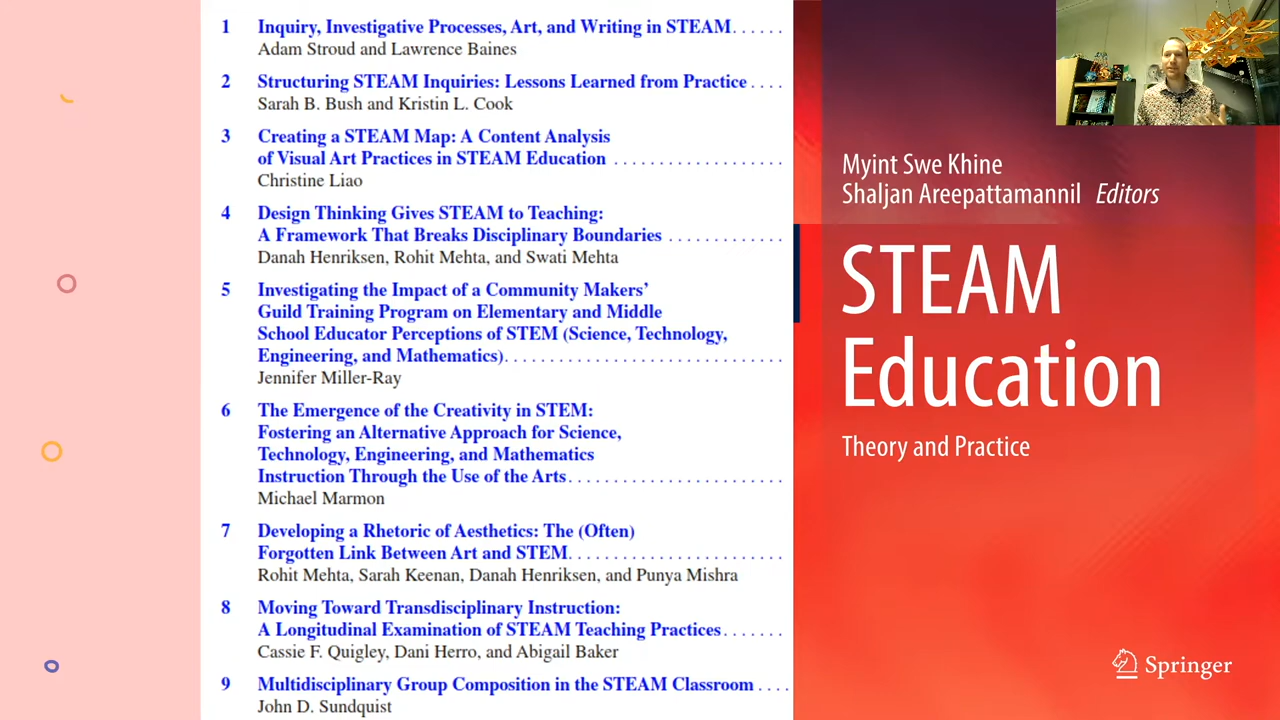 1 Inquiry, Investigative Processes, Art, and Writing in STEAM......
Adam Stroud and Lawrence Baines
2 Structuring STEAM Inquiries: Lessons Learned from Practice ....
Sarah B. Bush and Kristin L. Cook
3 Creating a STEAM Map: A Content Analysis
of Visual Art Practices in STEAM Education ..................
Christine Liao
4 Design Thinking Gives STEAM to Teaching:
A Framework That Breaks Disciplinary Boundaries .............
Danah Henriksen, Rohit Mehta, and Swati Mehta
5 Investigating the Impact of a Community Makers’
Guild Training Program on Elementary and Middle
School Educator Perceptions of STEM (Science, Technology,
Engineering, and Mathematics)................................
Jennifer Miller-Ray
6 The Emergence of the Creativity in STEM:
Fostering an Alternative Approach for Science,
Technology, Engineering, and Mathematics
Instruction Through the Use of the Arts........................
Michael Marmon
7 Developing a Rhetoric of Aesthetics: The (Often)
Forgotten Link Between Art and STEM........................
Rohit Mehta, Sarah Keenan, Danah Henriksen, and Punya Mishra
8 Moving Toward Transdisciplinary Instruction:
A Longitudinal Examination of STEAM Teaching Practices.......
Cassie F. Quigley, Dani Herro, and Abigail Baker
9 Multidisciplinary Group Composition in the STEAM Classroom ....
John D. Sundquist
Myint Swe Khine
Shaljan Areepattamannil Editors
STEAM
Education
Theory and Practice
Springer